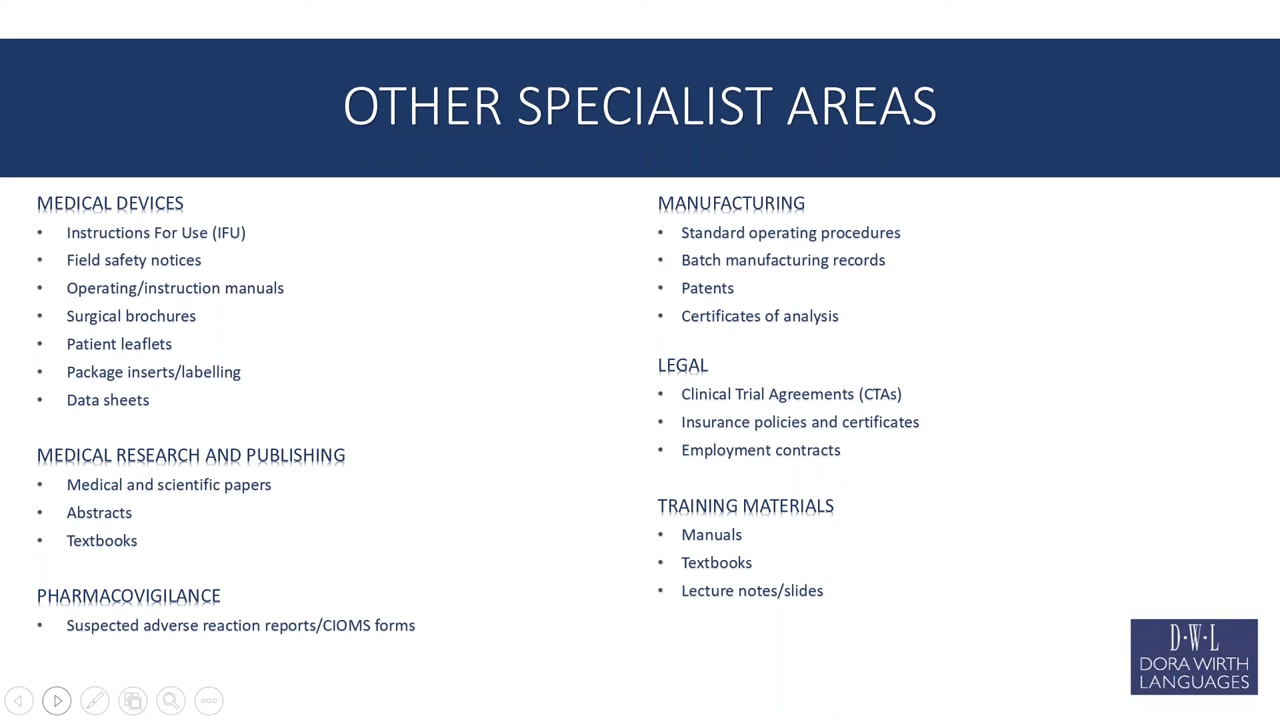 OTHER SPECIALIST AREAS
MEDICAL DEVICES
• Instructions For Use (IFU)
• Field safety notices
• Operating/instruction manuals
• Surgical brochures
• Patient leaflets
• Package inserts/labelling
• Data sheets
MEDICAL RESEARCH AND PUBLISHING
• Medical and scientific papers
• Abstracts
• Textbooks
PHARMACOVIGILANCE
• Suspected adverse reaction reports/CIOMS forms
MANUFACTURING
• Standard operating procedures
• Batch manufacturing records
• Patents
• Certificates of analysis
LEGAL
• Clinical Trial Agreements (CTAs)
• Insurance policies and certificates
• Employment contracts
TRAINING MATERIALS
• Manuals
• Textbooks
• Lecture notes/slides
D·W·L
DORA WIRTH
LANGUAGES